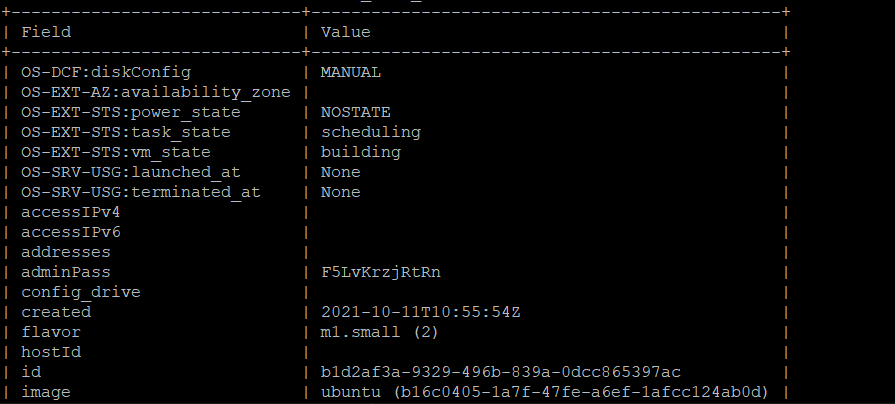 +-----------------------------+-----------------------------------------------+
| Field                       | Value                                         |
+-----------------------------+-----------------------------------------------+
| OS-DCF:diskConfig           | MANUAL                                        |
| OS-EXT-AZ:availability_zone |                                               |
| OS-EXT-STS:power_state      | NOSTATE                                       |
| OS-EXT-STS:task_state       | scheduling                                    |
| OS-EXT-STS:vm_state         | building                                      |
| OS-SRV-USG:launched_at      | None                                          |
| OS-SRV-USG:terminated_at    | None                                          |
| accessIPv4                  |                                               |
| accessIPv6                  |                                               |
| addresses                   |                                               |
| adminPass                   | F5LvKrzjRtRn                                  |
| config_drive                |                                               |
| created                     | 2021-10-11T10:55:54Z                          |
| flavor                      | m1.small (2)                                  |
| hostId                      |                                               |
| id                          | b1d2af3a-9329-496b-839a-0dcc865397ac          |
| image                       | ubuntu (b16c0405-1a7f-47fe-a6ef-1afcc124ab0d) |